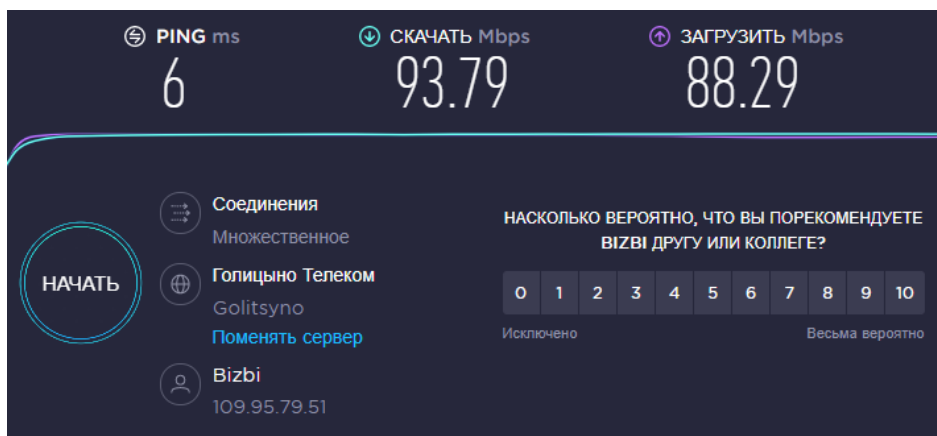 PING ms
6
СКАЧАТЬ Mbps
93.79
ЗАГРУЗИТЬ Mbps
88.29
НАЧАТЬ
Соединения
Множественное
Голицыно Телеком
Golitsyno
Поменять сервер
Bizbi
109.95.79.51
НАСКОЛЬКО ВЕРОЯТНО, ЧТО ВЫ ПОРЕКОМЕНДУЕТЕ
BIZBI ДРУГУ ИЛИ КОЛЛЕГЕ?
0 1 2 3 4 5 6 7 8 9 10
Исключено Весьма вероятно